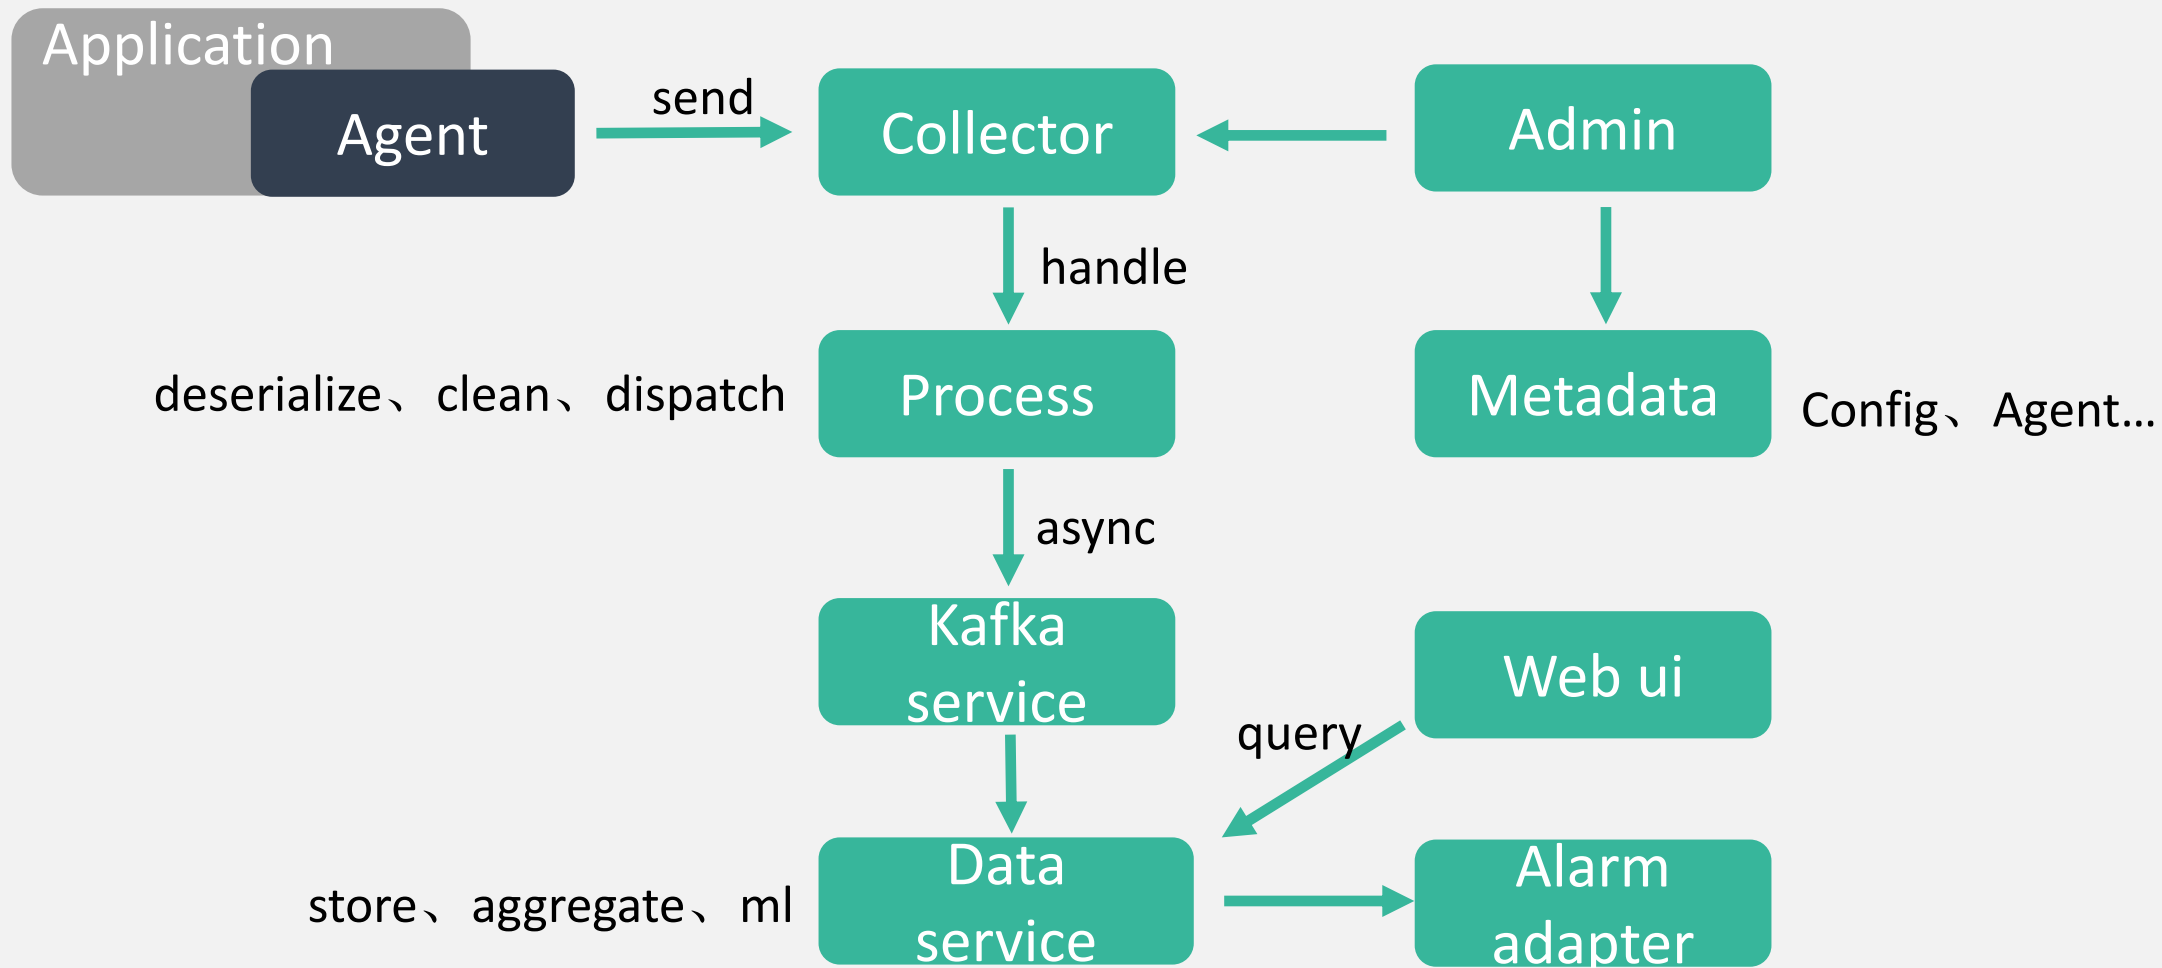 Application
Agent
send
Collector
Admin
handle
deserialize、clean、dispatch
Process
Metadata
Config、Agent...
async
Kafka
service
Web ui
query
store、aggregate、ml
Data
service
Alarm
adapter